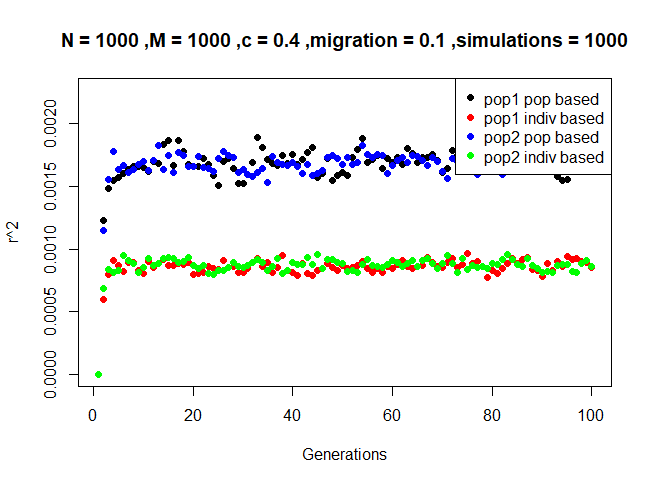 N = 1000 ,M = 1000 ,c = 0.4 ,migration = 0.1 ,simulations = 1000
pop1 pop based
pop1 indiv based
pop2 pop based
pop2 indiv based
r^2
0.0020
0.0015
0.0010
0.0005
0.0000
0 20 40 60 80 100
Generations